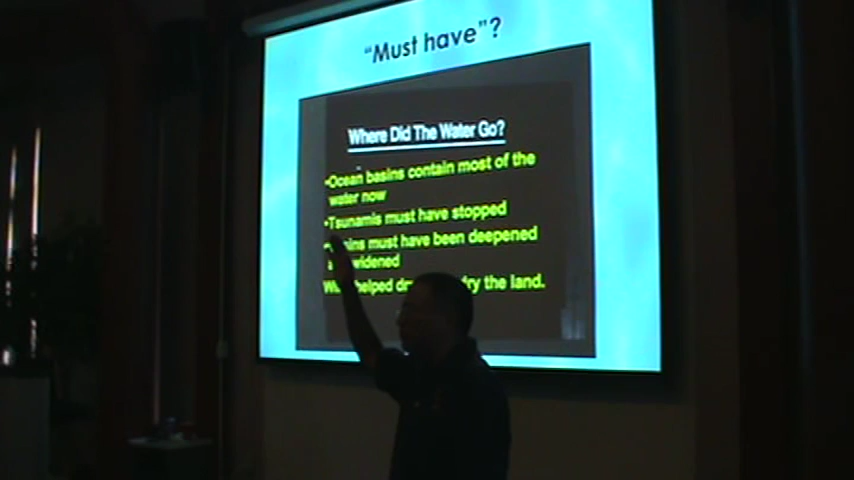 "Must have"?
Where Did The Water Go?
•Ocean basins contain most of the
water now
•Tsunamis must have stopped
must have been deepened
widened
helped dry the land.